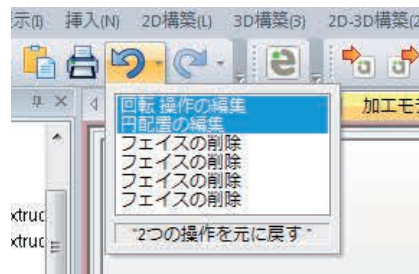 示(I) 挿入(N) 2D構築(L) 3D構築(3) 2D-3D構築(2
加工モ
回転 操作の編集
円配置の編集
フェイスの削除
フェイスの削除
フェイスの削除
フェイスの削除
xtruc
xtruc
"2つの操作を元に戻す"